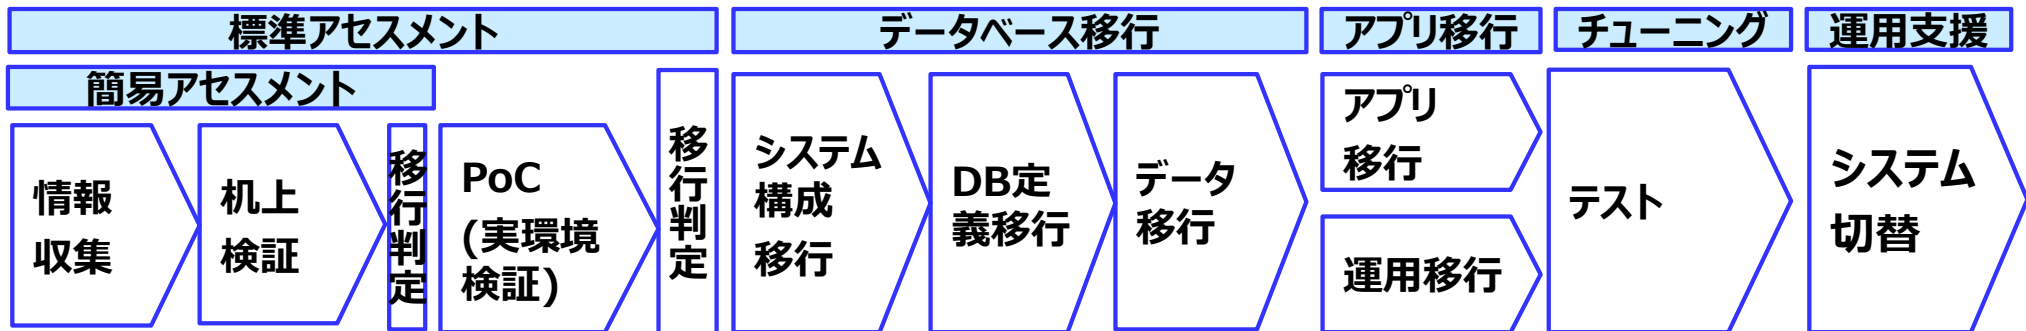 標準アセスメント
データベース移行
アプリ移行
チューニング
運用支援
簡易アセスメント
情報
収集
机上
検証
移行判定
PoC
(実環境
検証)
移行判定
システム
構成
移行
DB定
義移行
データ
移行
アプリ
移行
運用移行
テスト
システム
切替